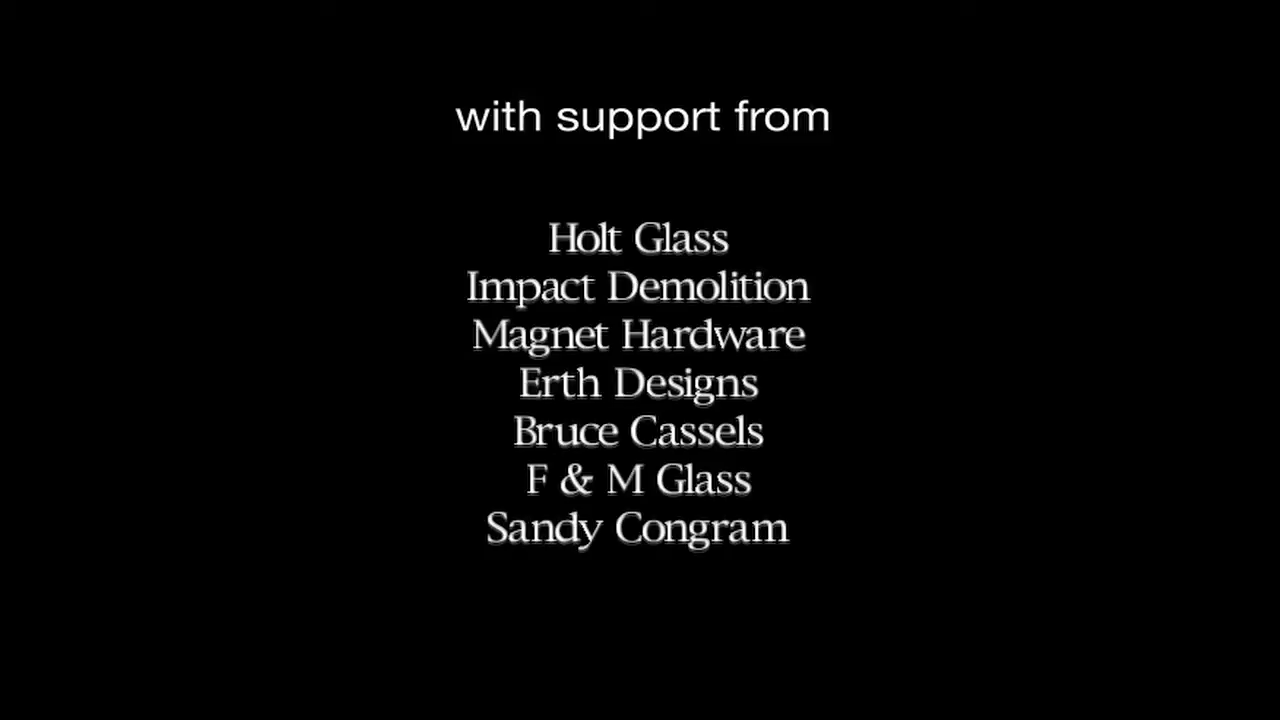 with support from
Holt Glass
Impact Demolition
Magnet Hardware
Erth Designs
Bruce Cassels
F & M Glass
Sandy Congram